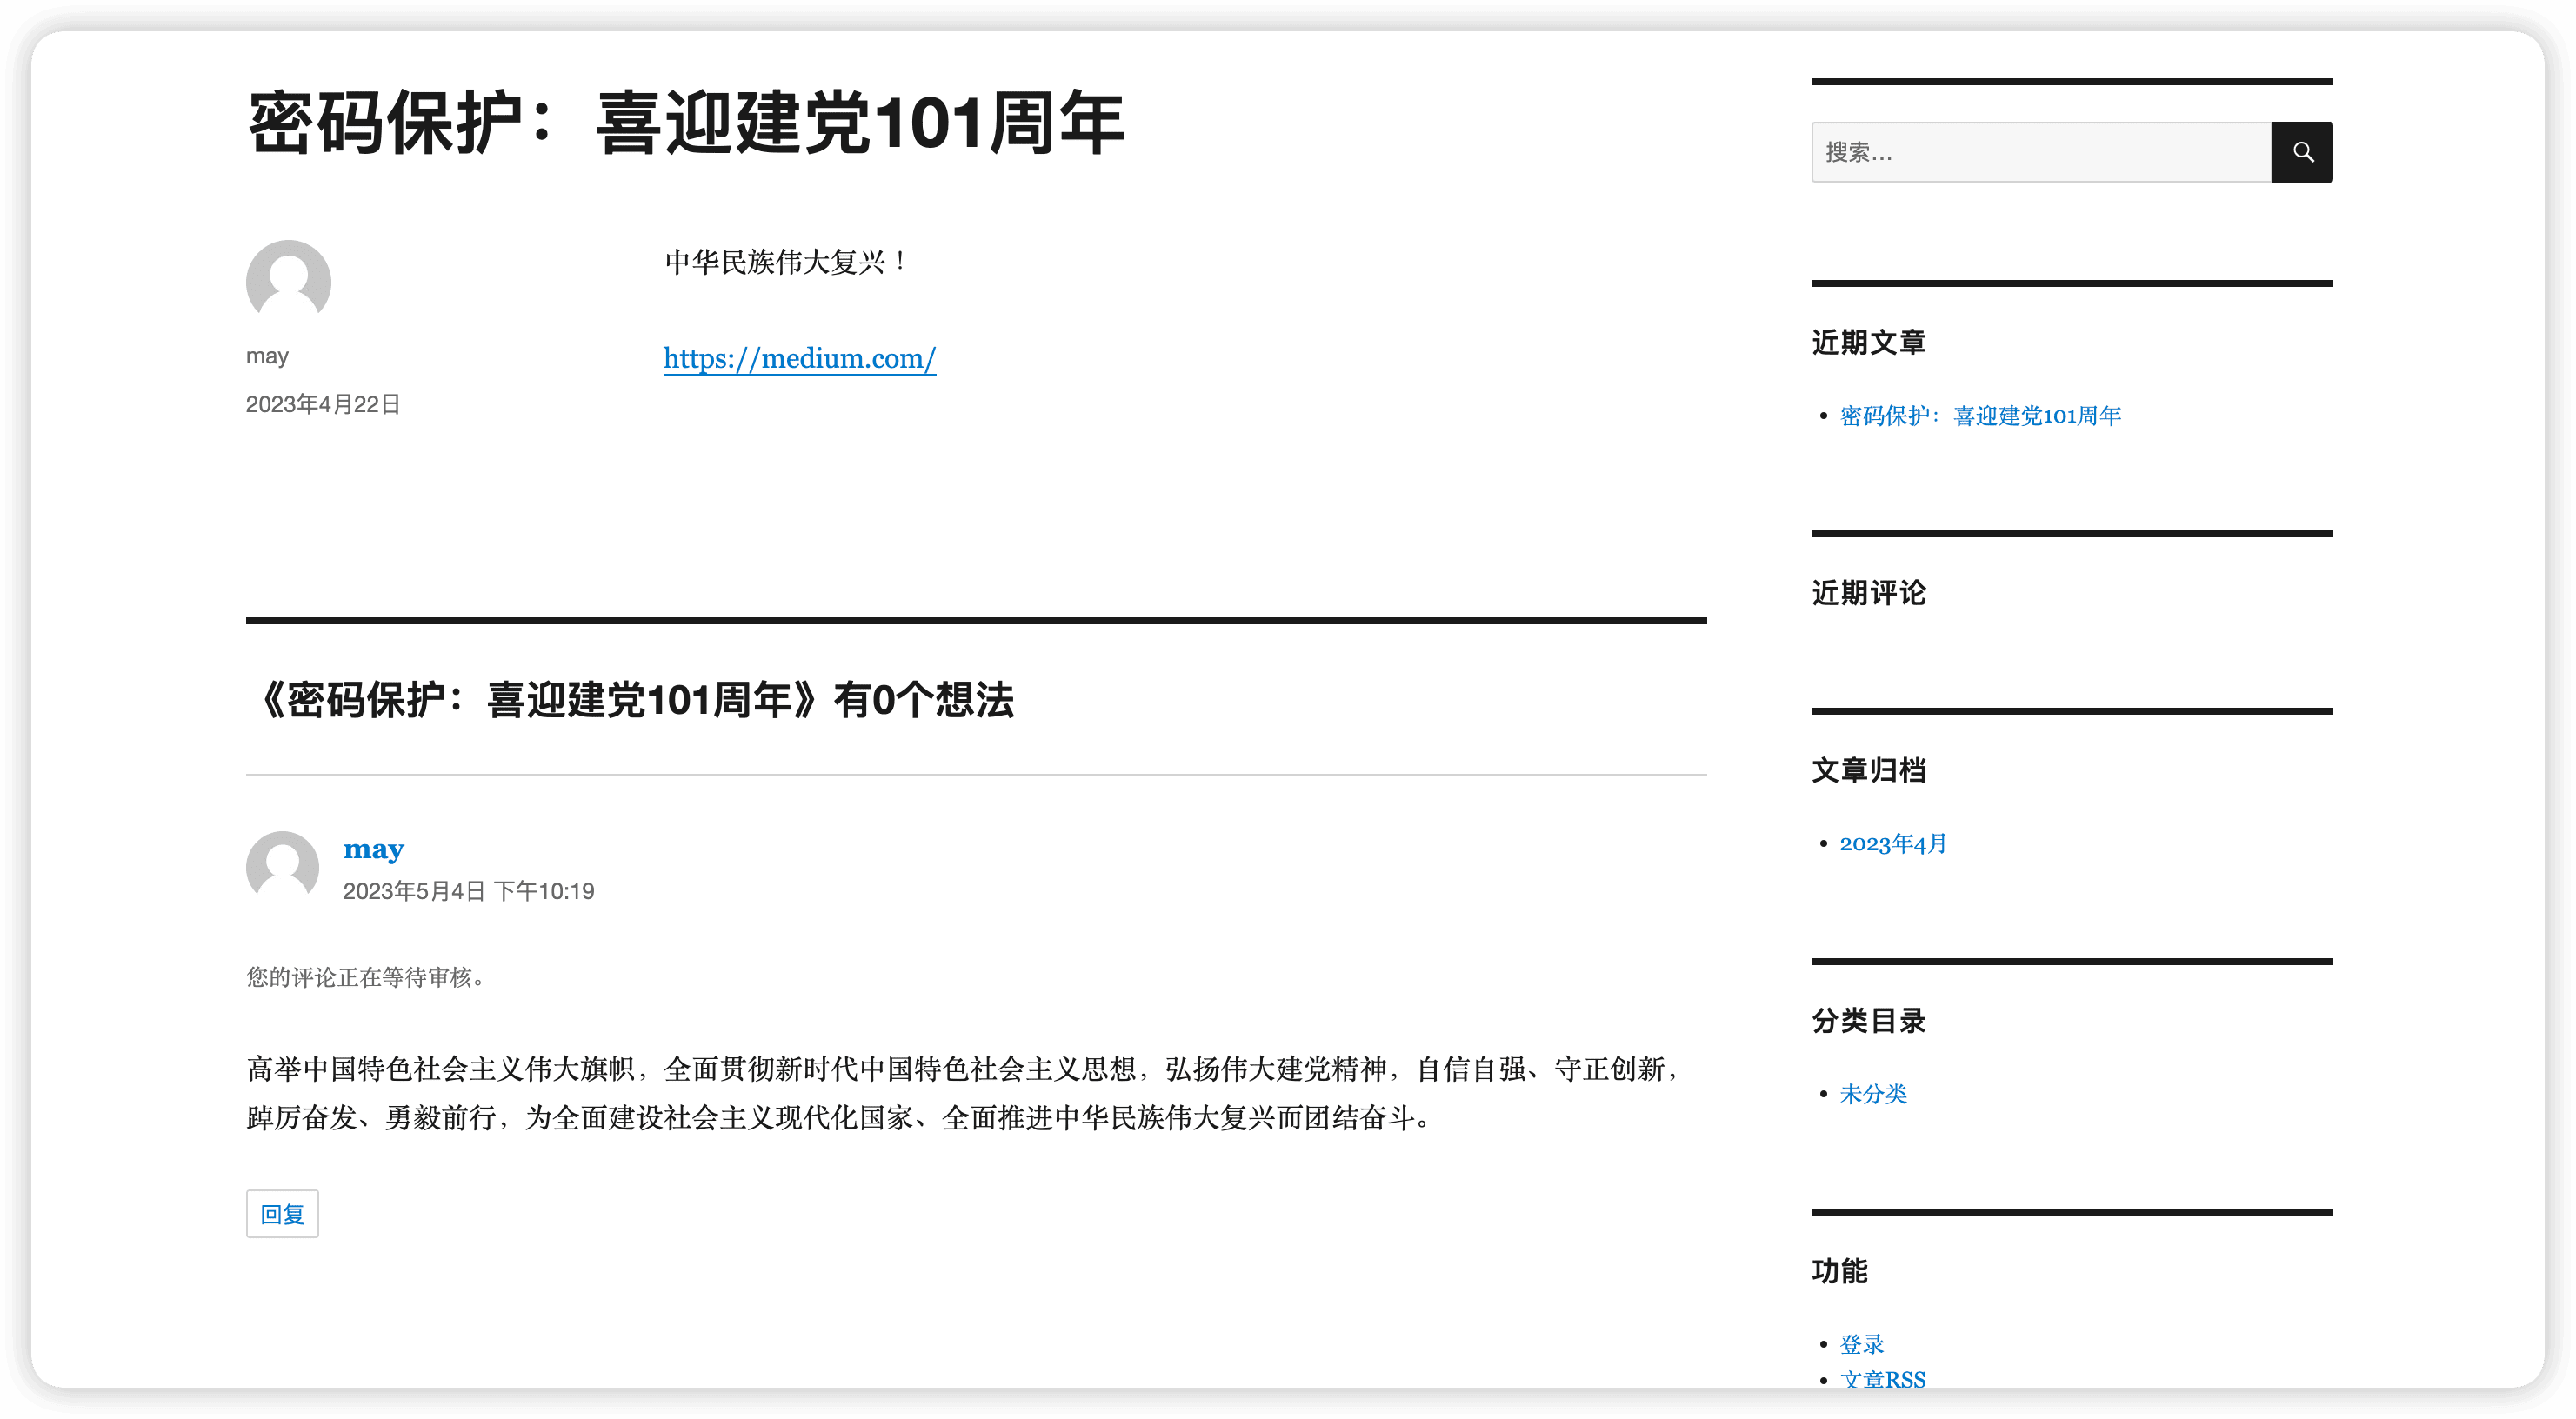 密码保护：喜迎建党101周年
may
2023年4月22日
中华民族伟大复兴！
https://medium.com/
《密码保护：喜迎建党101周年》有0个想法
may
2023年5月4日 下午10:19
您的评论正在等待审核。
高举中国特色社会主义伟大旗帜，全面贯彻新时代中国特色社会主义思想，弘扬伟大建党精神，自信自强、守正创新，
踔厉奋发、勇毅前行，为全面建设社会主义现代化国家、全面推进中华民族伟大复兴而团结奋斗。
回复
搜索…
近期文章
密码保护：喜迎建党101周年
近期评论
文章归档
2023年4月
分类目录
未分类
功能
登录
文章RSS